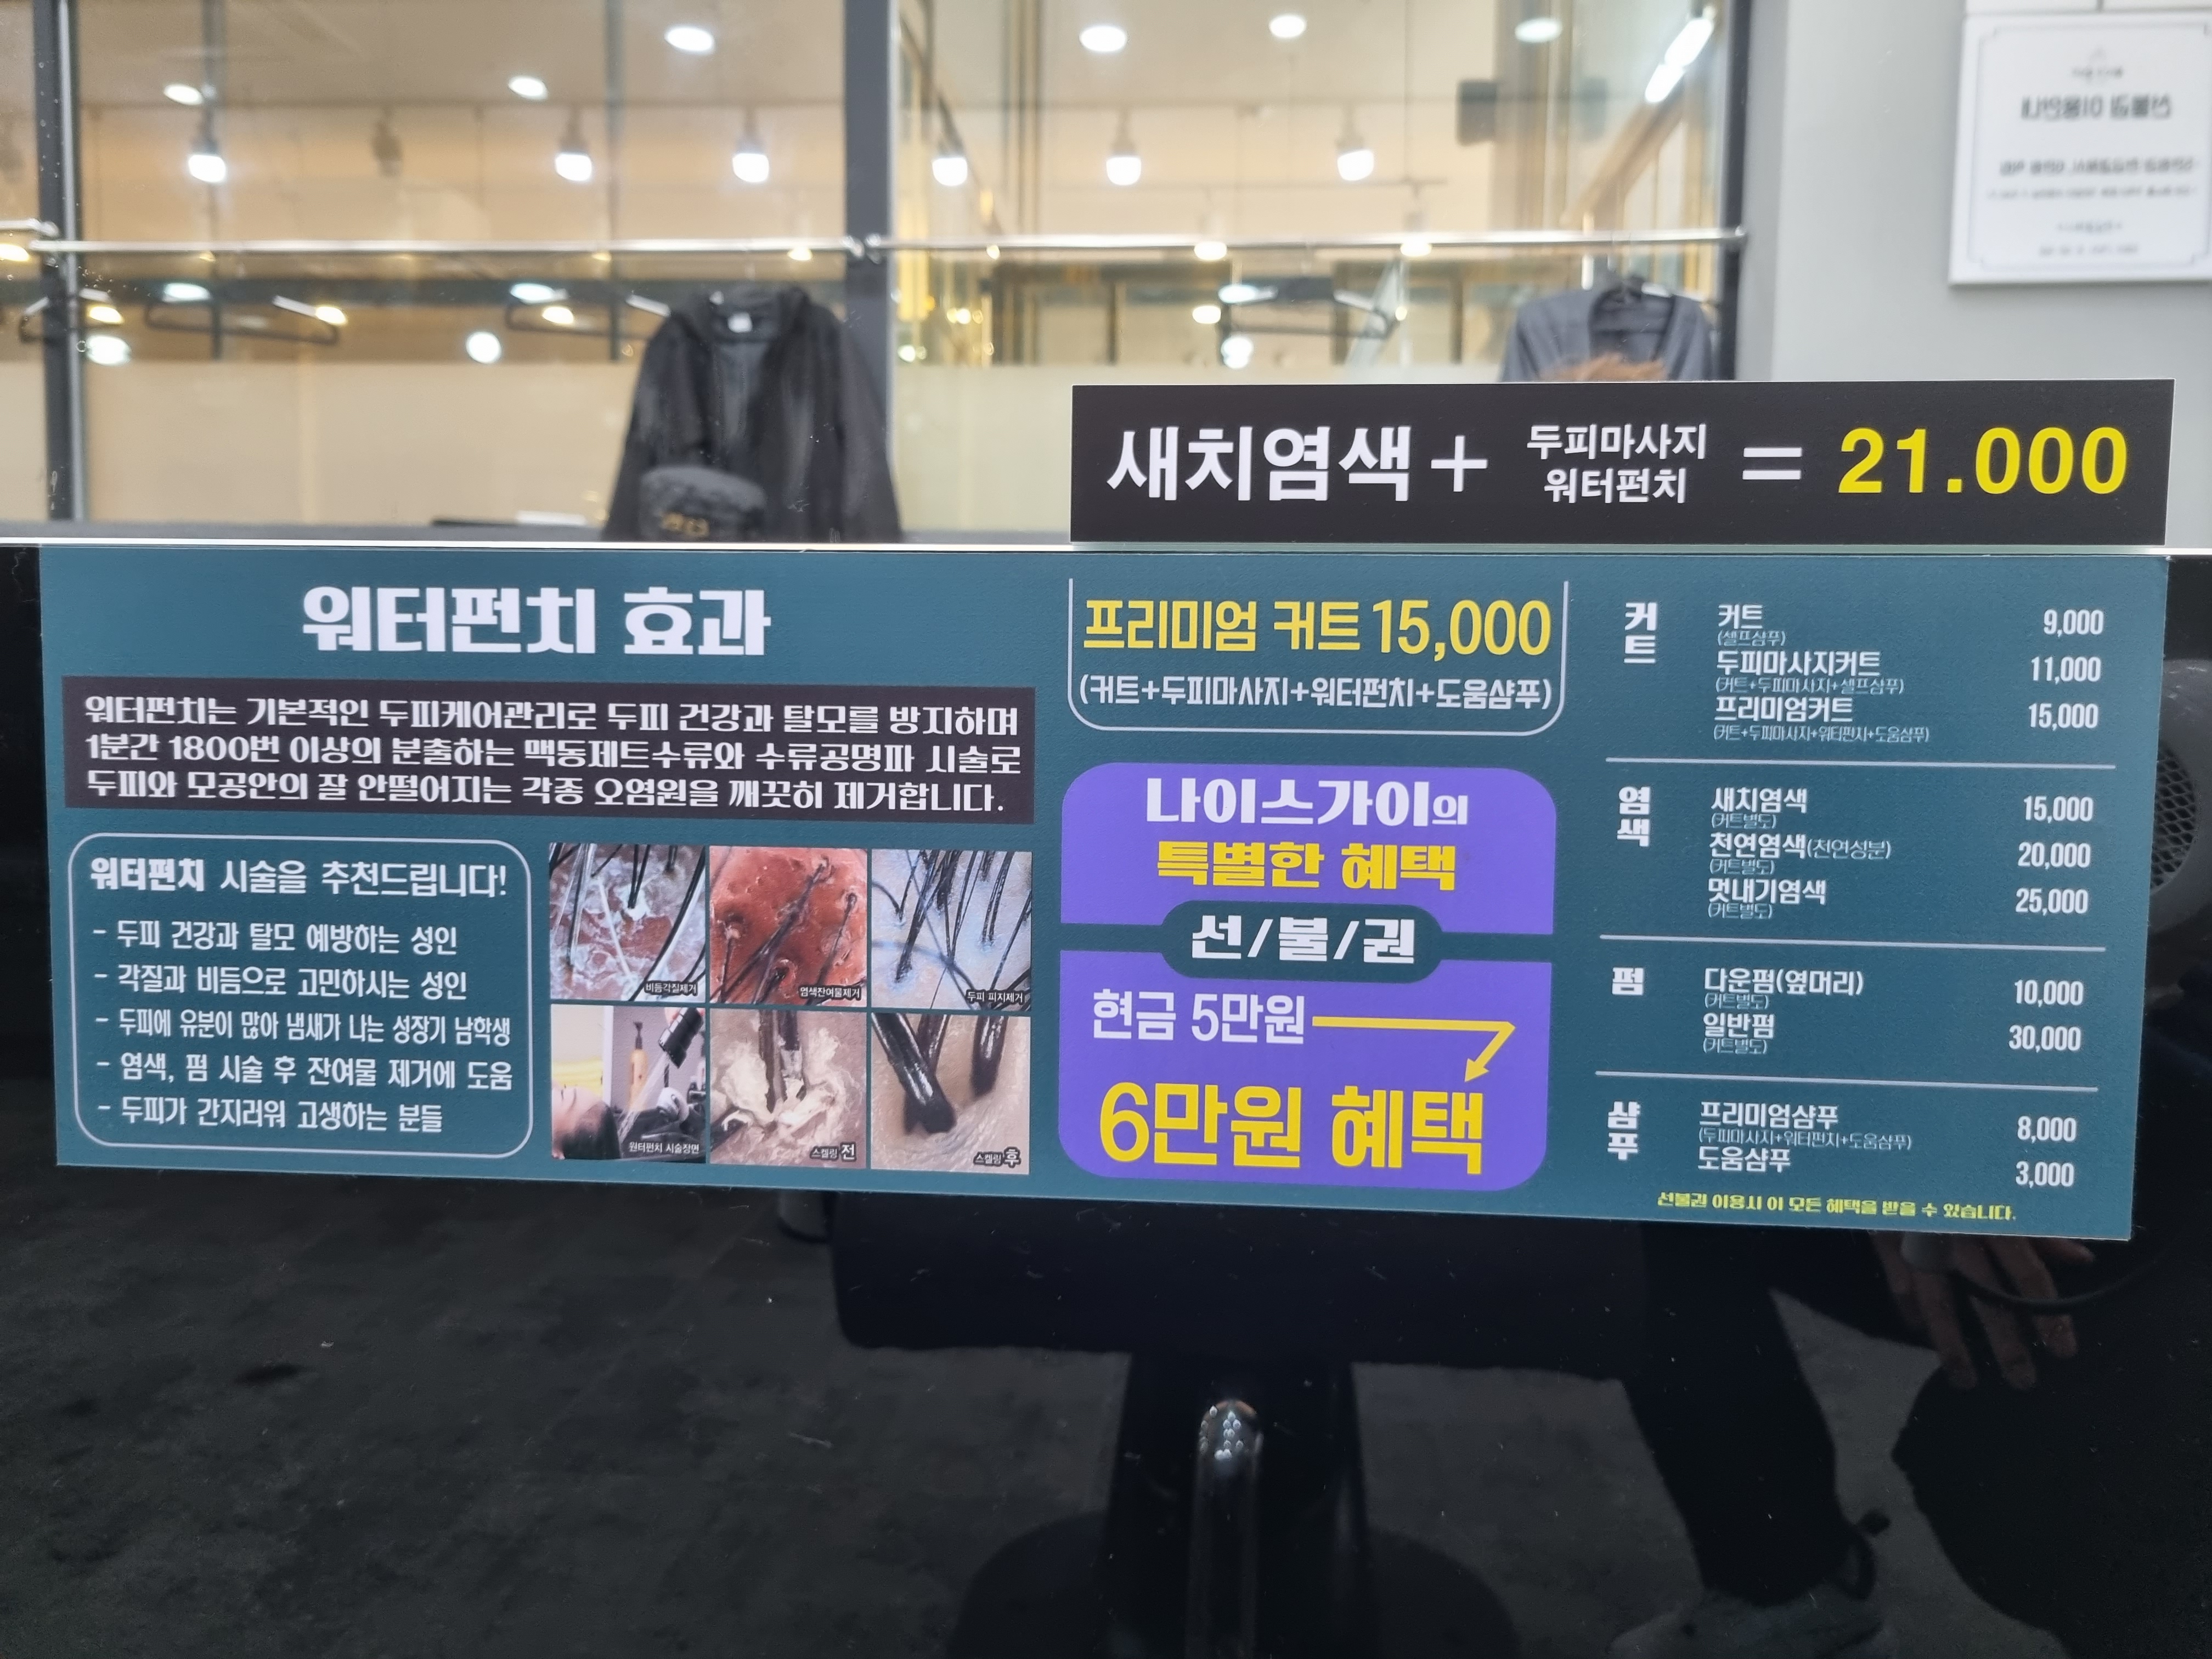 새치염색 + 두피마사지 워터펀치 = 21.000
워터펀치 효과
워터펀치는 기본적인 두피케어관리로 두피 건강과 탈모를 방지하며
1분간 1800번 이상의 분출하는 맥동제트수류와 수류공명파 시술로
두피와 모공안의 잘 안떨어지는 각종 오염원을 깨끗히 제거합니다.
워터펀치 시술을 추천드립니다!
- 두피 건강과 탈모 예방하는 성인
- 각질과 비듬으로 고민하시는 성인
- 두피에 유분이 많아 냄새가 나는 성장기 남학생
- 염색, 펌 시술 후 잔여물 제거에 도움
- 두피가 간지러워 고생하는 분들
비듬각질제거
염색잔여물제거
두피 피지제거
워터펀치 시술장면
스켈링 전
스켈링 후
프리미엄 커트 15,000
(커트+두피마사지+워터펀치+도움샴푸)
나이스가이의
특별한 혜택
선/불/권
현금 5만원
6만원 혜택
커트
커트 9,000
(셀프샴푸)
두피마사지커트 11,000
(커트+두피마사지+셀프샴푸)
프리미엄커트 15,000
(커트+두피마사지+워터펀치+도움샴푸)
염색
새치염색 15,000
(커트별도)
천연염색(천연성분) 20,000
(커트별도)
멋내기염색 25,000
(커트별도)
펌
다운펌(옆머리) 10,000
(커트별도)
일반펌 30,000
(커트별도)
샴푸
프리미엄샴푸 8,000
(두피마사지+워터펀치+도움샴푸)
도움샴푸 3,000
선불권 이용시 이 모든 혜택을 받을 수 있습니다.
선불권 이용안내